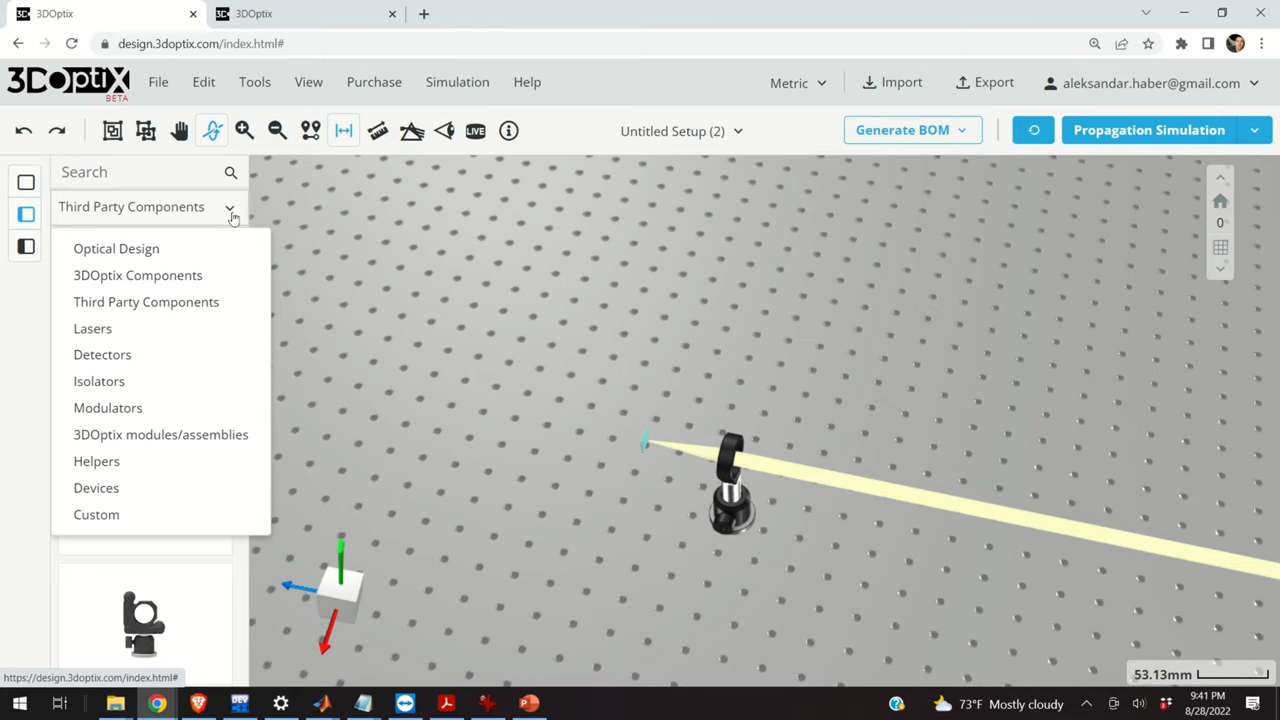 3DOptix
3DOptix
design.3doptix.com/index.html#
3DOptiX
BETA
File
Edit
Tools
View
Purchase
Simulation
Help
Metric
Import
Export
aleksandar.haber@gmail.com
LIVE
Untitled Setup (2)
Generate BOM
Propagation Simulation
Search
Third Party Components
0
Optical Design
3DOptix Components
Third Party Components
Lasers
Detectors
Isolators
Modulators
3DOptix modules/assemblies
Helpers
Devices
Custom
https://design.3doptix.com/index.html#
53.13mm
73°F Mostly cloudy
9:41 PM
8/28/2022